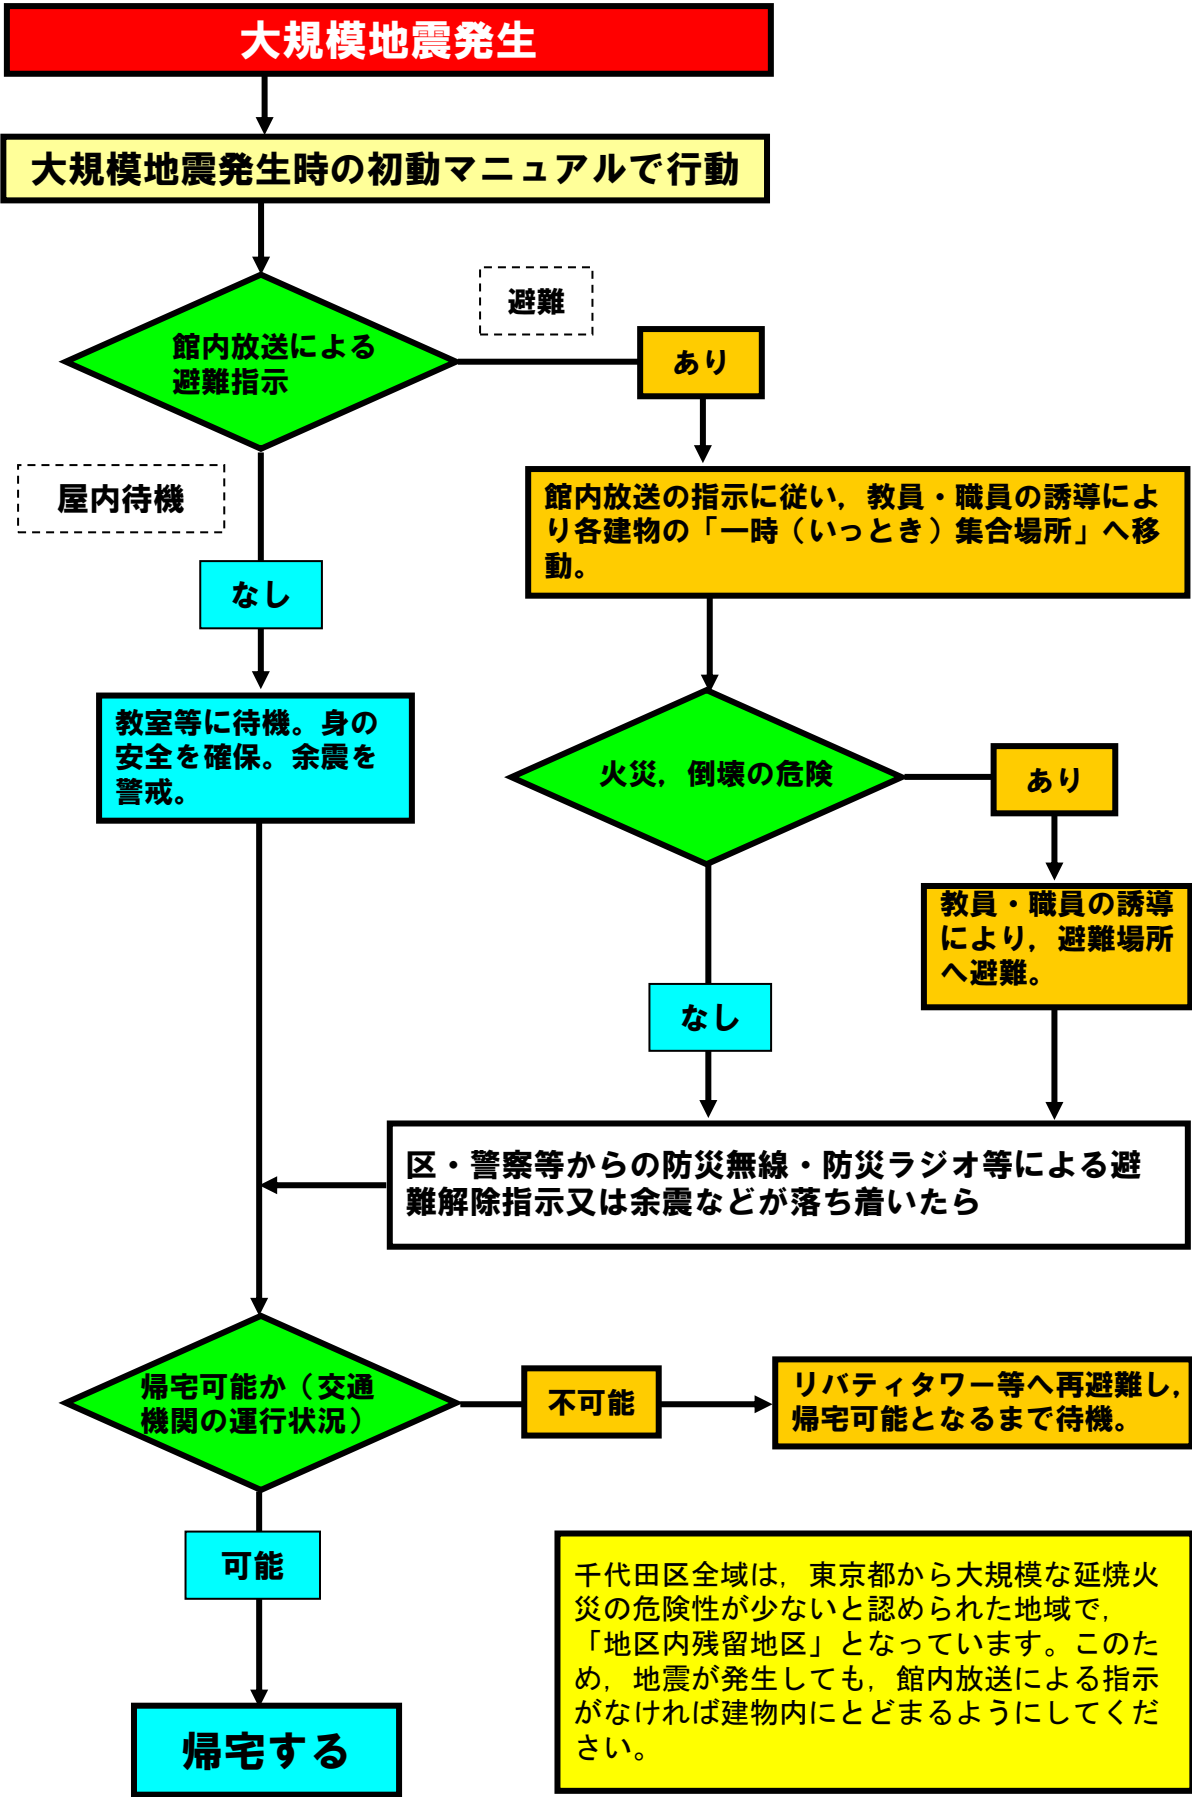 大規模地震発生
大規模地震発生時の初動マニュアルで行動
避難
館内放送による
避難指示
あり
屋内待機
館内放送の指示に従い，教員・職員の誘導によ
り各建物の「一時（いっとき）集合場所」へ移
動。
なし
教室等に待機。身の
安全を確保。余震を
警戒。
火災，倒壊の危険
あり
教員・職員の誘導
により，避難場所
へ避難。
なし
区・警察等からの防災無線・防災ラジオ等による避
難解除指示又は余震などが落ち着いたら
帰宅可能か（交通
機関の運行状況）
不可能
リバティタワー等へ再避難し，
帰宅可能となるまで待機。
可能
帰宅する
千代田区全域は，東京都から大規模な延焼火
災の危険性が少ないと認められた地域で，
「地区内残留地区」となっています。このた
め，地震が発生しても，館内放送による指示
がなければ建物内にとどまるようにしてくだ
さい。